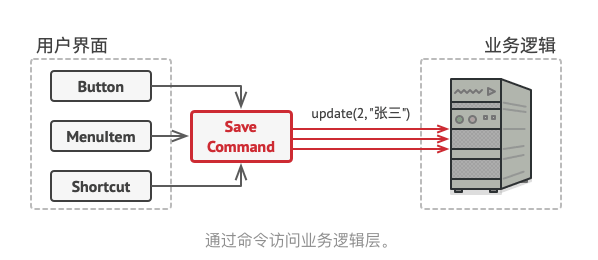 用户界面
业务逻辑
Button
MenuItem
Shortcut
Save
Command
update(2, "张三")
通过命令访问业务逻辑层。